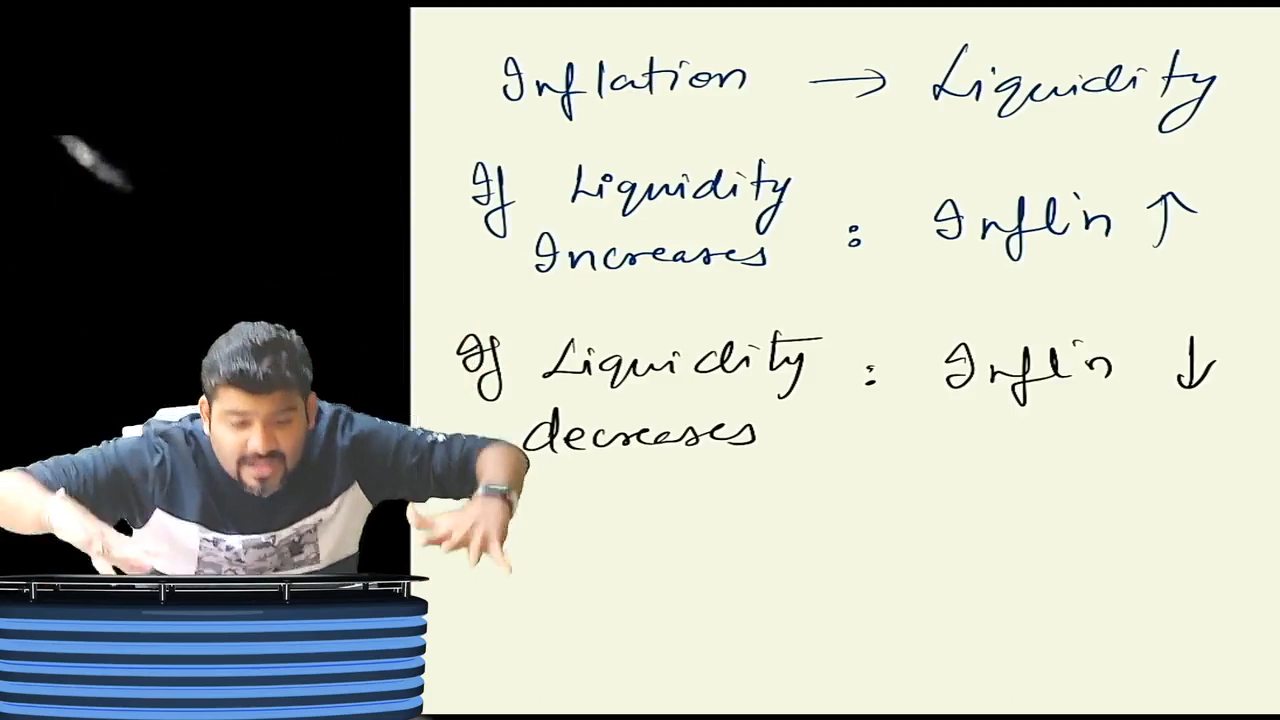 Inflation → Liquidity
If Liquidity Increases : Infl'n ↑
If Liquidity decreases : Infl'n ↓